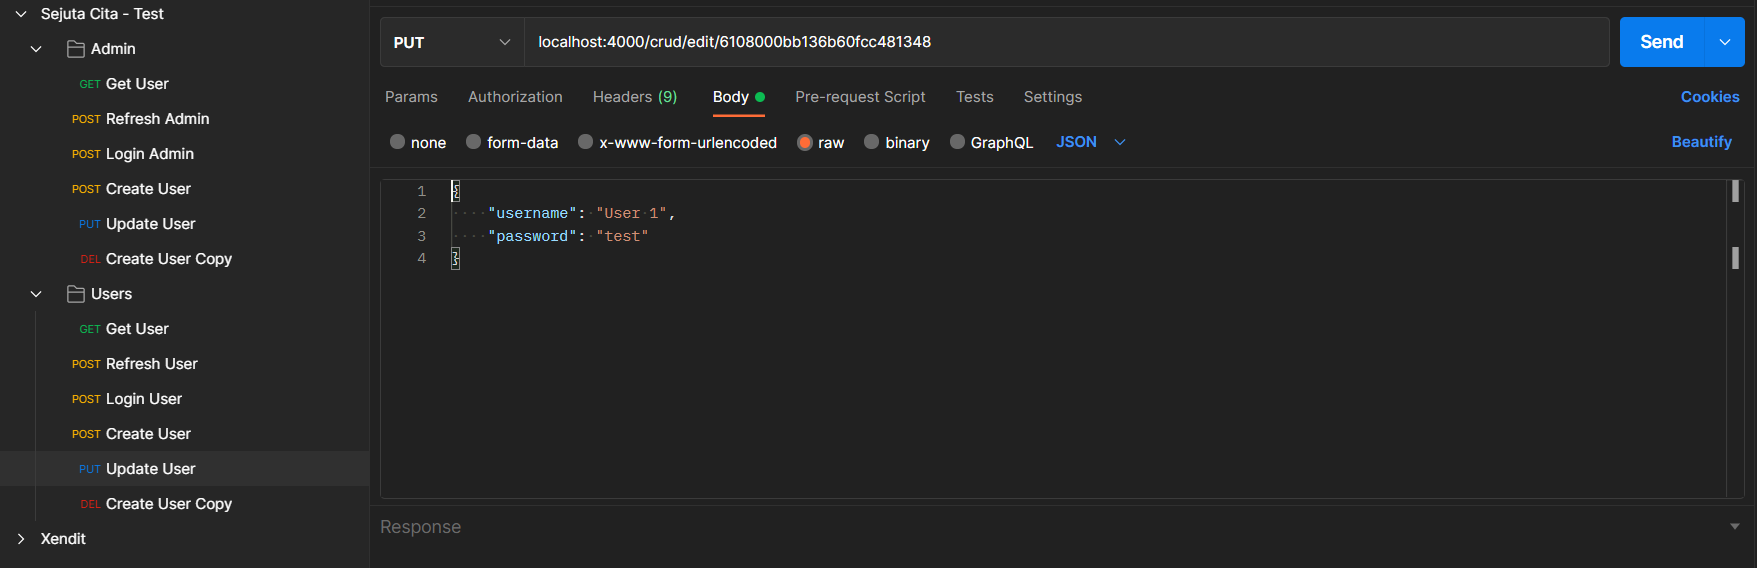 Sejuta Cita - Test
Admin
GET Get User
POST Refresh Admin
POST Login Admin
POST Create User
PUT Update User
DEL Create User Copy
Users
GET Get User
POST Refresh User
POST Login User
POST Create User
PUT Update User
DEL Create User Copy
Xendit
PUT localhost:4000/crud/edit/6108000bb136b60fcc481348 Send
Params Authorization Headers (9) Body Pre-request Script Tests Settings Cookies
none form-data x-www-form-urlencoded raw binary GraphQL JSON Beautify
1 {
2 "username": "User 1",
3 "password": "test"
4 }
Response